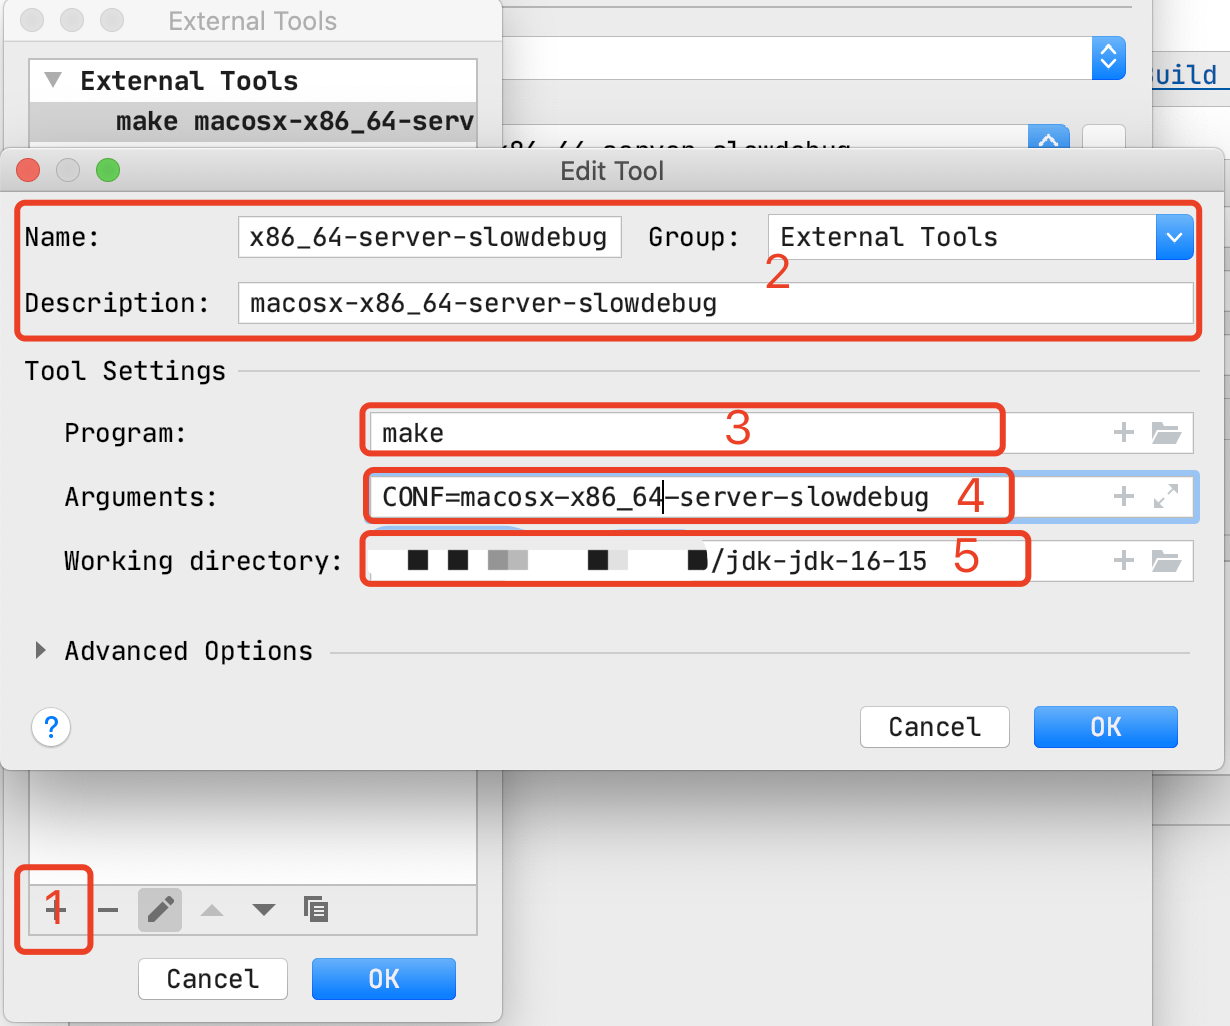 External Tools
External Tools
make macosx-x86_64-serv
uild
Edit Tool
Name: x86_64-server-slowdebug Group: External Tools
2
Description: macosx-x86_64-server-slowdebug
Tool Settings
Program: make 3
Arguments: CONF=macosx-x86_64-server-slowdebug 4
Working directory: /jdk-jdk-16-15 5
Advanced Options
? Cancel OK
1
Cancel OK